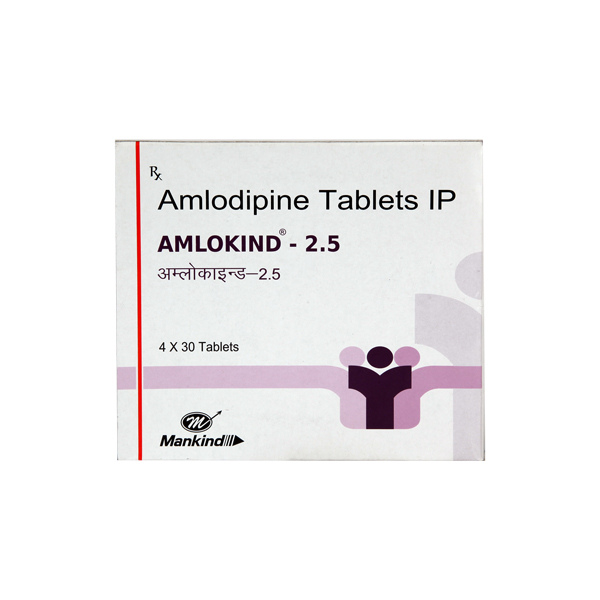 Rx
Amlodipine Tablets IP
AMLOKIND® - 2.5
अम्लोकाइन्ड–2.5
4 X 30 Tablets
M
Mankind